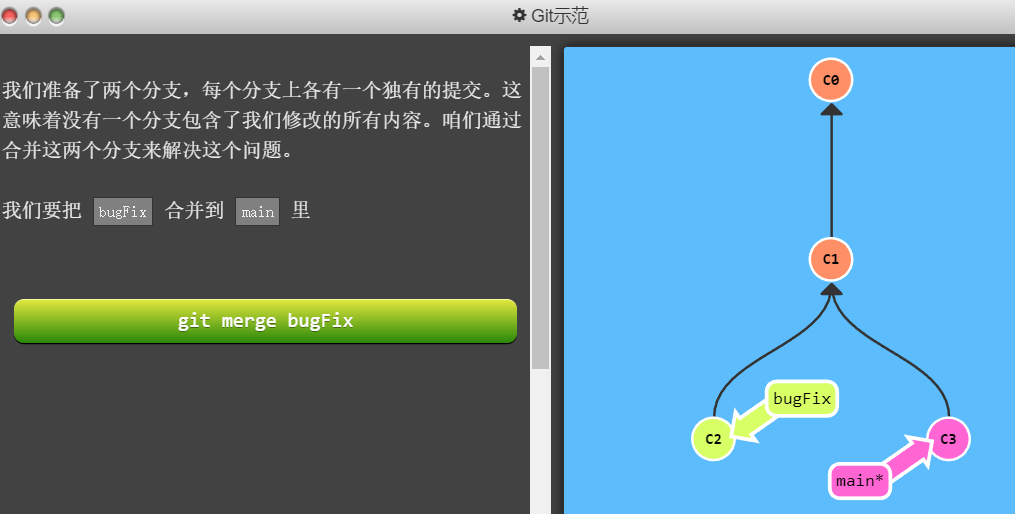 Git示范
我们准备了两个分支，每个分支上各有一个独有的提交。这
意味着没有一个分支包含了我们修改的所有内容。咱们通过
合并这两个分支来解决这个问题。
我们要把 bugFix 合并到 main 里
git merge bugFix
C0
C1
bugFix
C2
C3
main*